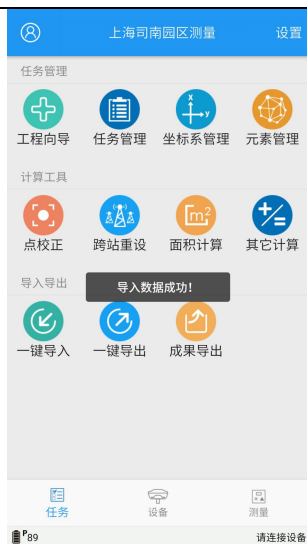 上海司南园区测量 设置
任务管理
x
y
工程向导 任务管理 坐标系管理 元素管理
计算工具
m²
点校正 跨站重设 面积计算 其它计算
导入导出
导入数据成功!
一键导入 一键导出 成果导出
任务 设备 测量
P89 请连接设备